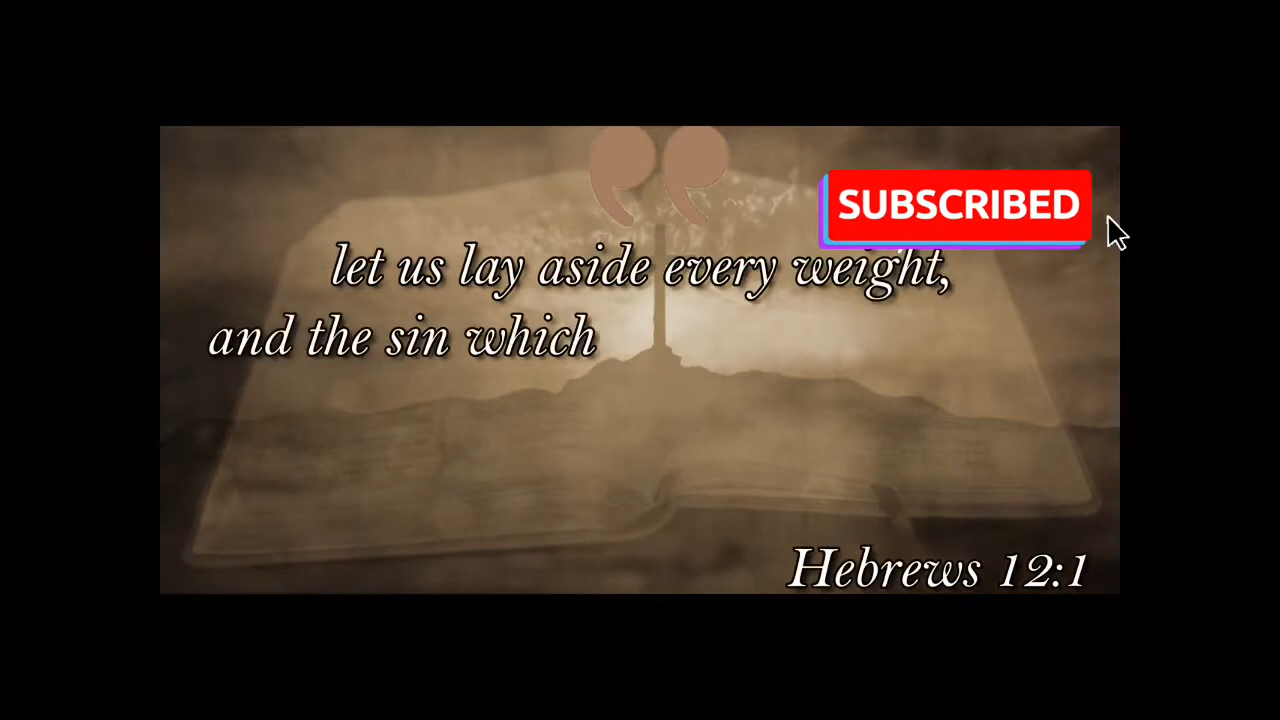 SUBSCRIBED
let us lay aside every weight,
and the sin which
Hebrews 12:1